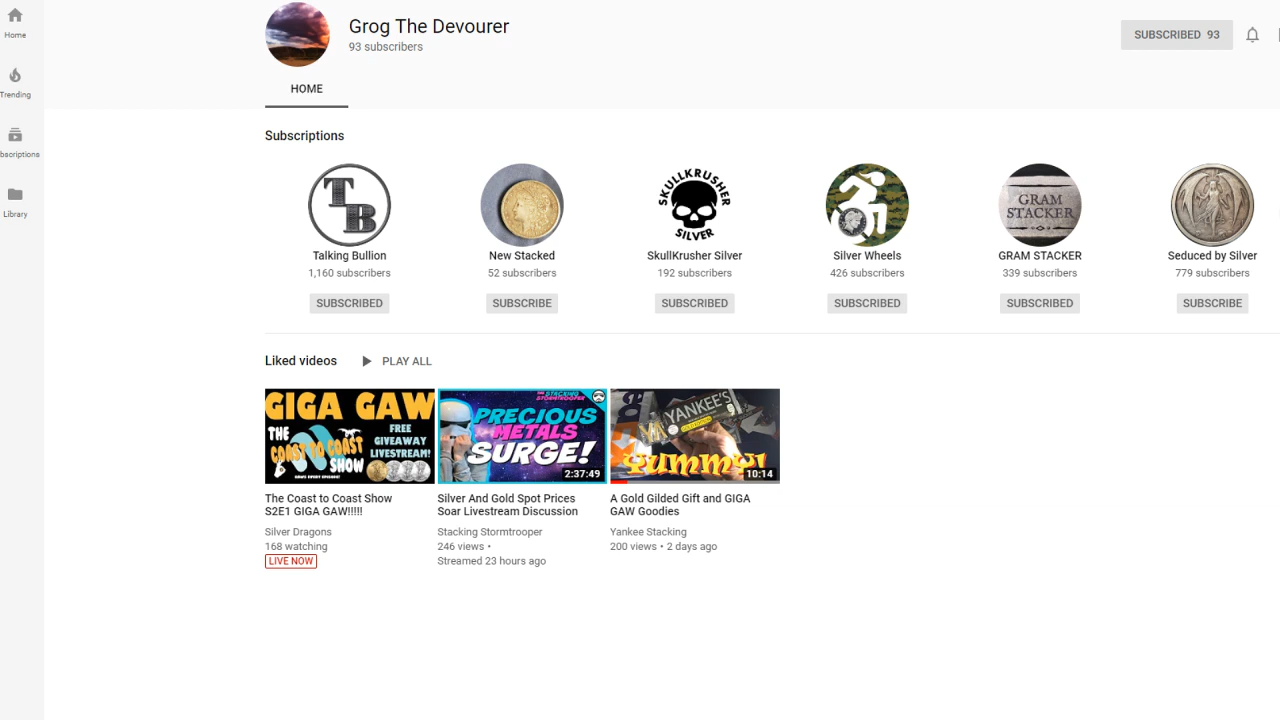 Grog The Devourer
93 subscribers
SUBSCRIBED 93
Home
Trending
bscriptions
Library
HOME
Subscriptions
TB
SKULLKRUSHER
SILVER
GRAM
STACKER
Talking Bullion
1,160 subscribers
SUBSCRIBED
New Stacked
52 subscribers
SUBSCRIBE
SkullKrusher Silver
192 subscribers
SUBSCRIBED
Silver Wheels
426 subscribers
SUBSCRIBED
GRAM STACKER
339 subscribers
SUBSCRIBED
Seduced by Silver
779 subscribers
SUBSCRIBE
Liked videos
PLAY ALL
GIGA GAW
THE
COAST TO COAST
SHOW
FREE
GIVEAWAY
LIVESTREAM!
The Coast to Coast Show
S2E1 GIGA GAW!!!!!
Silver Dragons
168 watching
LIVE NOW
STACKING
STORMTROOPER
PRECIOUS
METALS
SURGE!
2:37:49
Silver And Gold Spot Prices
Soar Livestream Discussion
Stacking Stormtrooper
246 views •
Streamed 23 hours ago
YANKEE'S
YUMMY!
10:14
A Gold Gilded Gift and GIGA
GAW Goodies
Yankee Stacking
200 views • 2 days ago